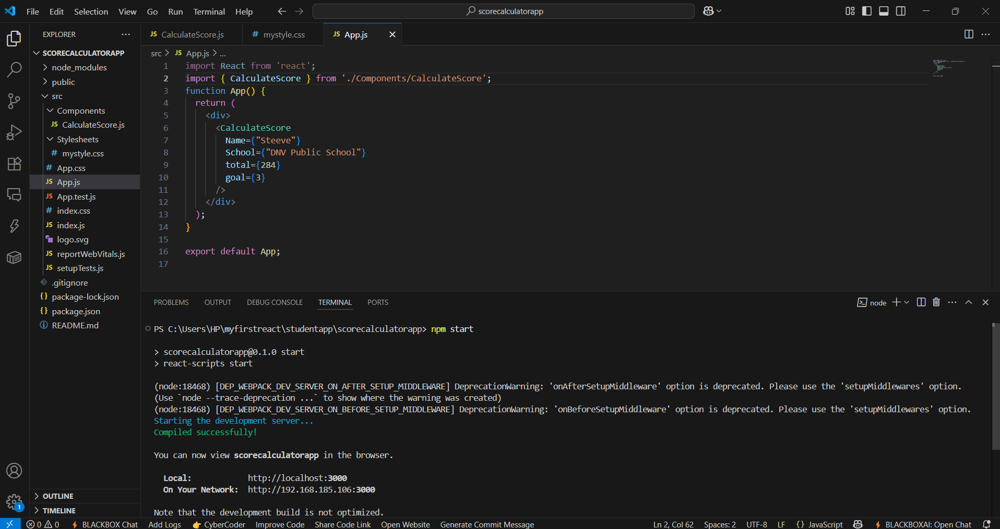 File Edit Selection View Go Run Terminal Help
scorecalculatorapp
EXPLORER
SCORECALCULATORAPP
node_modules
public
src
Components
JS CalculateScore.js
Stylesheets
# mystyle.css
# App.css
JS App.js
JS App.test.js
# index.css
JS index.js
logo.svg
JS reportWebVitals.js
JS setupTests.js
.gitignore
{} package-lock.json
{} package.json
README.md
OUTLINE
TIMELINE
JS CalculateScore.js # mystyle.css JS App.js
src > JS App.js > ...
1 import React from 'react';
2 import { CalculateScore } from './Components/CalculateScore';
3 function App() {
4 return (
5 <div>
6 <CalculateScore
7 Name={"Steeve"}
8 School={"DNV Public School"}
9 total={284}
10 goal={3}
11 />
12 </div>
13 );
14 }
15
16 export default App;
17
PROBLEMS OUTPUT DEBUG CONSOLE TERMINAL PORTS
node
PS C:\Users\HP\myfirstreact\studentapp\scorecalculatorapp> npm start
> scorecalculatorapp@0.1.0 start
> react-scripts start
(node:18468) [DEP_WEBPACK_DEV_SERVER_ON_AFTER_SETUP_MIDDLEWARE] DeprecationWarning: 'onAfterSetupMiddleware' option is deprecated. Please use the 'setupMiddlewares' option.
(Use `node --trace-deprecation ...` to show where the warning was created)
(node:18468) [DEP_WEBPACK_DEV_SERVER_ON_BEFORE_SETUP_MIDDLEWARE] DeprecationWarning: 'onBeforeSetupMiddleware' option is deprecated. Please use the 'setupMiddlewares' option.
Starting the development server...
Compiled successfully!
You can now view scorecalculatorapp in the browser.
Local: http://localhost:3000
On Your Network: http://192.168.185.106:3000
Note that the development build is not optimized.
1
0 0 BLACKBOX Chat Add Logs CyberCoder Improve Code Share Code Link Open Website Generate Commit Message Ln 2, Col 62 Spaces: 2 UTF-8 LF {} JavaScript BLACKBOXAI: Open Chat